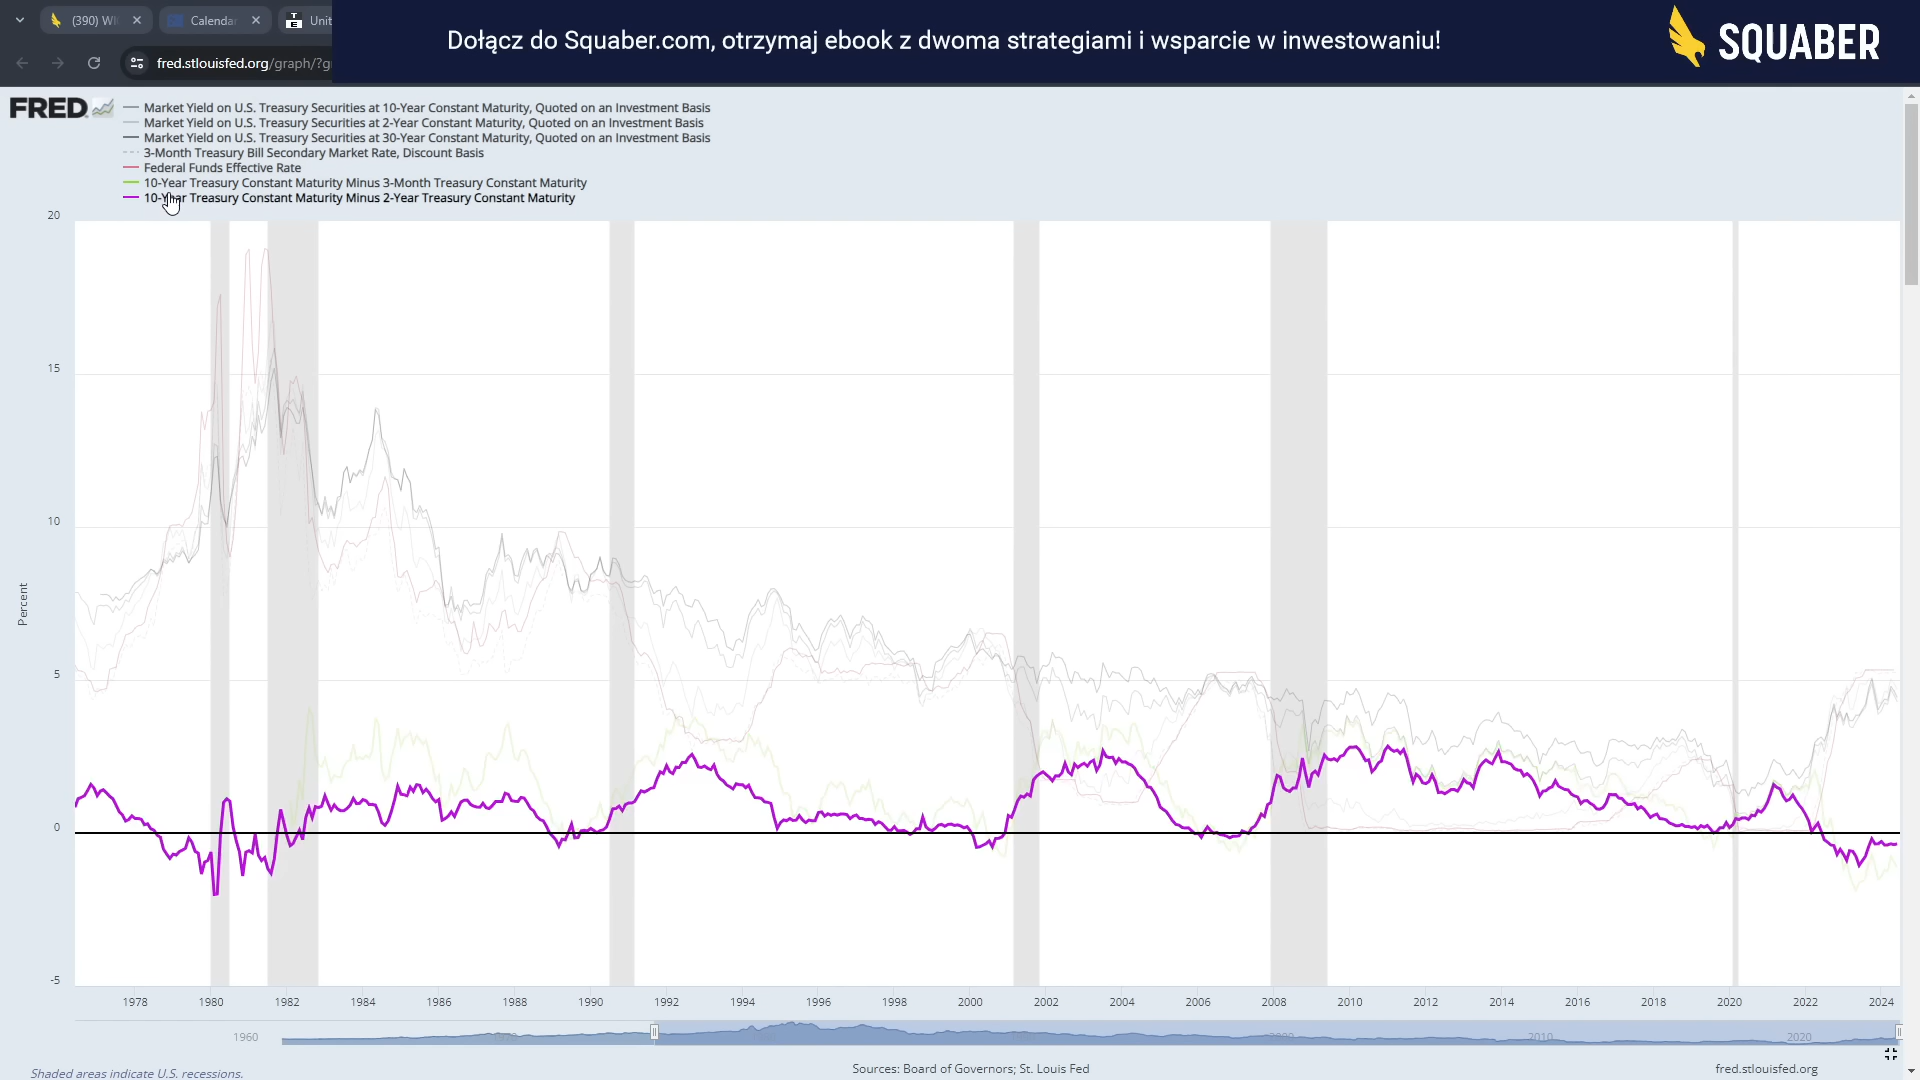 (390) WI
Calenda
Unit
Dołącz do Squaber.com, otrzymaj ebook z dwoma strategiami i wsparcie w inwestowaniu!
SQUABER
fred.stlouisfed.org/graph/?g
FRED
Market Yield on U.S. Treasury Securities at 10-Year Constant Maturity, Quoted on an Investment Basis
Market Yield on U.S. Treasury Securities at 2-Year Constant Maturity, Quoted on an Investment Basis
Market Yield on U.S. Treasury Securities at 30-Year Constant Maturity, Quoted on an Investment Basis
3-Month Treasury Bill Secondary Market Rate, Discount Basis
Federal Funds Effective Rate
10-Year Treasury Constant Maturity Minus 3-Month Treasury Constant Maturity
10-Year Treasury Constant Maturity Minus 2-Year Treasury Constant Maturity
20
15
10
5
0
-5
Percent
1978 1980 1982 1984 1986 1988 1990 1992 1994 1996 1998 2000 2002 2004 2006 2008 2010 2012 2014 2016 2018 2020 2022 2024
1960 2000 2010 2020
Shaded areas indicate U.S. recessions.
Sources: Board of Governors; St. Louis Fed
fred.stlouisfed.org